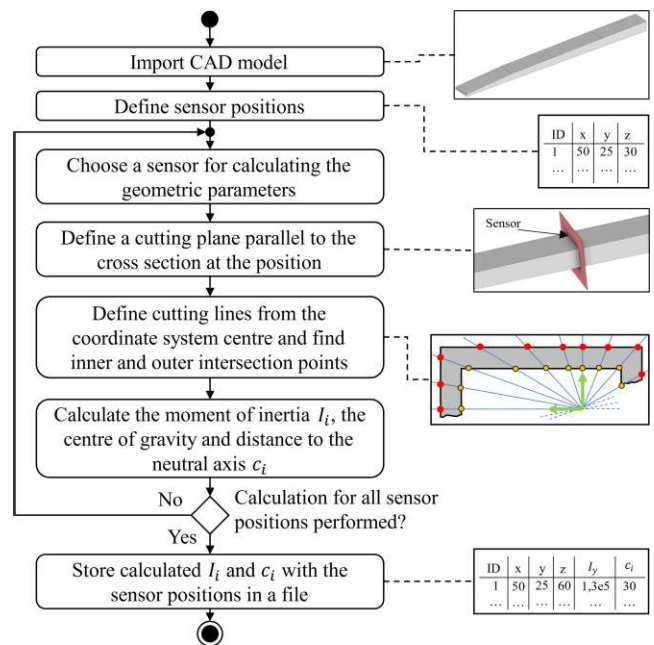 Import CAD model
Define sensor positions
ID x y z
1 50 25 30
... ... ... ...
Choose a sensor for calculating the
geometric parameters
Define a cutting plane parallel to the
cross section at the position
Sensor
Define cutting lines from the
coordinate system centre and find
inner and outer intersection points
Calculate the moment of inertia I_i, the
centre of gravity and distance to the
neutral axis c_i
No
Calculation for all sensor
positions performed?
Yes
Store calculated I_i and c_i with the
sensor positions in a file
ID x y z I_y c_i
1 50 25 60 1,3e5 30
... ... ... ... ... ...